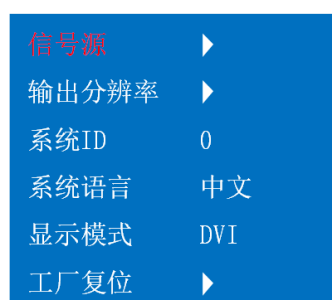 信号源
输出分辨率
系统ID 0
系统语言 中文
显示模式 DVI
工厂复位